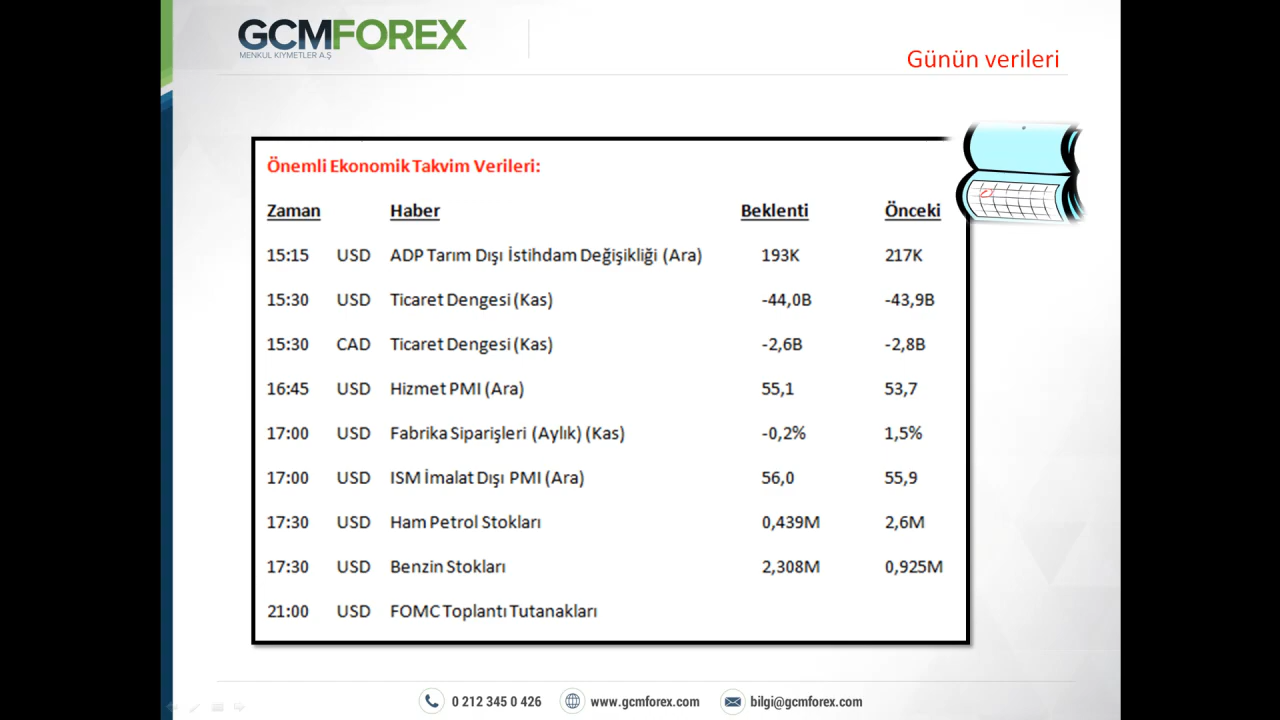 GCMFOREX
MENKUL KIYMETLER A.Ş
Günün verileri
Önemli Ekonomik Takvim Verileri:
Zaman Haber Beklenti Önceki
15:15 USD ADP Tarım Dışı İstihdam Değişikliği (Ara) 193K 217K
15:30 USD Ticaret Dengesi (Kas) -44,0B -43,9B
15:30 CAD Ticaret Dengesi (Kas) -2,6B -2,8B
16:45 USD Hizmet PMI (Ara) 55,1 53,7
17:00 USD Fabrika Siparişleri (Aylık) (Kas) -0,2% 1,5%
17:00 USD ISM İmalat Dışı PMI (Ara) 56,0 55,9
17:30 USD Ham Petrol Stokları 0,439M 2,6M
17:30 USD Benzin Stokları 2,308M 0,925M
21:00 USD FOMC Toplantı Tutanakları
0 212 345 0 426 www.gcmforex.com bilgi@gcmforex.com